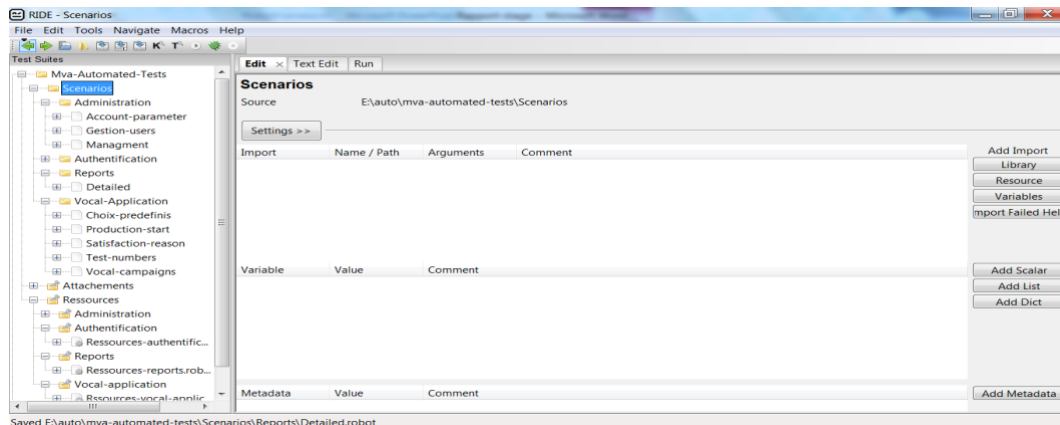 RIDE - Scenarios
File Edit Tools Navigate Macros Help
Test Suites
Mva-Automated-Tests
Scenarios
Administration
Account-parameter
Gestion-users
Managment
Authentification
Reports
Detailed
Vocal-Application
Choix-predefinis
Production-start
Satisfaction-reason
Test-numbers
Vocal-campaigns
Attachements
Ressources
Administration
Authentification
Ressources-authentific...
Reports
Ressources-reports.rob...
Vocal-application
Rssources-vocal-applic
Edit × Text Edit Run
Scenarios
Source E:\auto\mva-automated-tests\Scenarios
Settings >>
Import Name / Path Arguments Comment
Add Import
Library
Resource
Variables
mport Failed Hel
Variable Value Comment
Add Scalar
Add List
Add Dict
Metadata Value Comment
Add Metadata
Saved E:\auto\mva-automated-tests\Scenarios\Reports\Detailed.robot